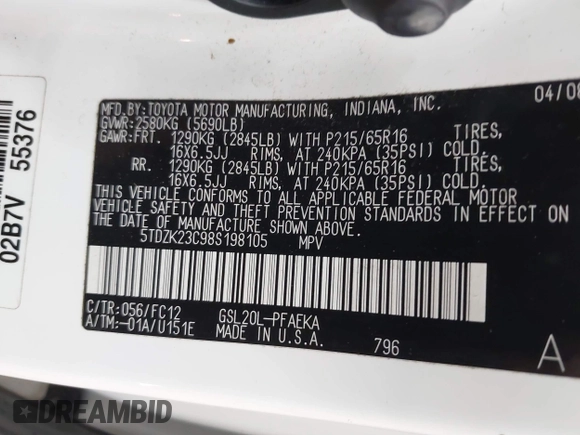 02B7V 55376
MFD.BY:TOYOTA MOTOR MANUFACTURING, INDIANA, INC. 04/08
GVWR:2580KG (5690LB)
GAWR:FRT. 1290KG (2845LB) WITH P215/65R16 TIRES,
16X6.5JJ RIMS, AT 240KPA (35PSI) COLD.
RR. 1290KG (2845LB) WITH P215/65R16 TIRES,
16X6.5JJ RIMS, AT 240KPA (35PSI) COLD.
THIS VEHICLE CONFORMS TO ALL APPLICABLE FEDERAL MOTOR
VEHICLE SAFETY AND THEFT PREVENTION STANDARDS IN EFFECT ON
THE DATE OF MANUFACTURE SHOWN ABOVE.
5TDZK23C98S198105 MPV
C/TR:056/FC12 GSL20L-PFAEKA
A/TM:-01A/U151E MADE IN U.S.A. 796 A
DREAMBID